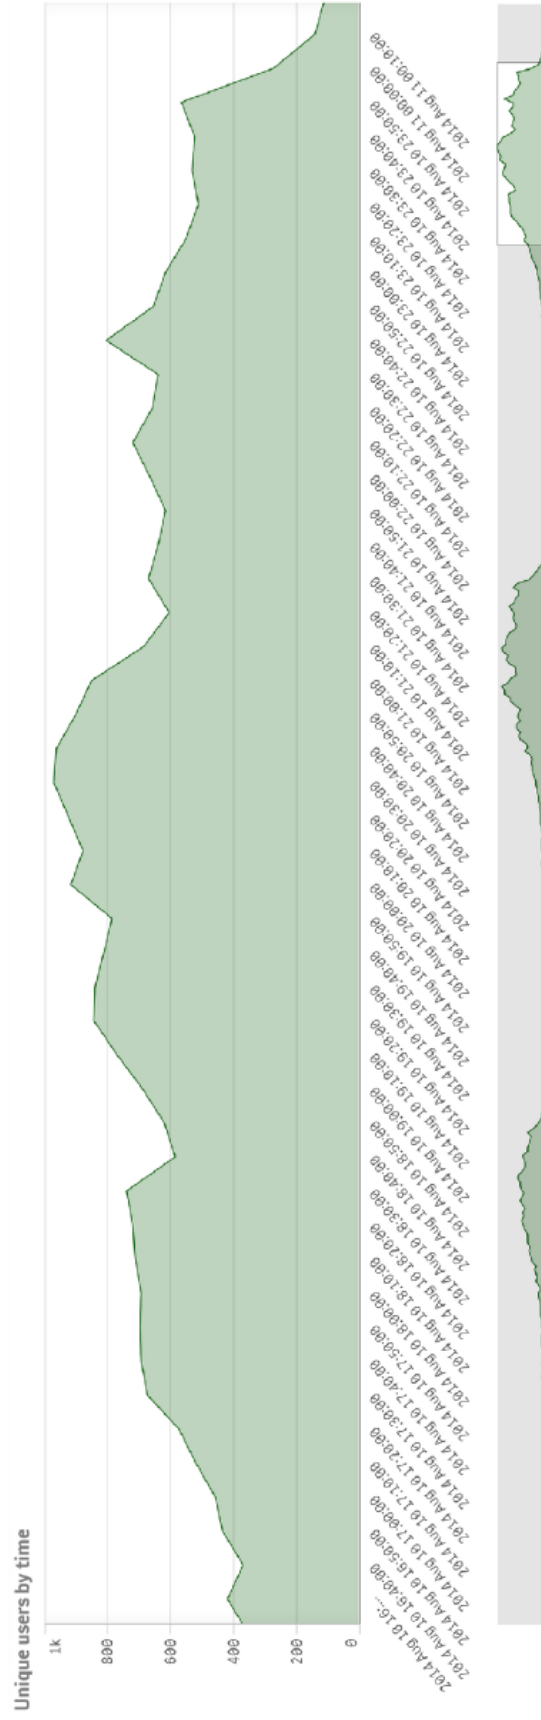 Unique users by time
1k
800
600
400
200
0
2014 Aug 10 16:...
2014 Aug 10 16:40:00
2014 Aug 10 16:50:00
2014 Aug 10 17:00:00
2014 Aug 10 17:10:00
2014 Aug 10 17:20:00
2014 Aug 10 17:30:00
2014 Aug 10 17:40:00
2014 Aug 10 17:50:00
2014 Aug 10 18:00:00
2014 Aug 10 18:10:00
2014 Aug 10 18:20:00
2014 Aug 10 18:30:00
2014 Aug 10 18:40:00
2014 Aug 10 18:50:00
2014 Aug 10 19:00:00
2014 Aug 10 19:10:00
2014 Aug 10 19:20:00
2014 Aug 10 19:30:00
2014 Aug 10 19:40:00
2014 Aug 10 19:50:00
2014 Aug 10 20:00:00
2014 Aug 10 20:10:00
2014 Aug 10 20:20:00
2014 Aug 10 20:30:00
2014 Aug 10 20:40:00
2014 Aug 10 20:50:00
2014 Aug 10 21:00:00
2014 Aug 10 21:10:00
2014 Aug 10 21:20:00
2014 Aug 10 21:30:00
2014 Aug 10 21:40:00
2014 Aug 10 21:50:00
2014 Aug 10 22:00:00
2014 Aug 10 22:10:00
2014 Aug 10 22:20:00
2014 Aug 10 22:30:00
2014 Aug 10 22:40:00
2014 Aug 10 22:50:00
2014 Aug 10 23:00:00
2014 Aug 10 23:10:00
2014 Aug 10 23:20:00
2014 Aug 10 23:30:00
2014 Aug 10 23:40:00
2014 Aug 10 23:50:00
2014 Aug 11 00:00:00
2014 Aug 11 00:10:00